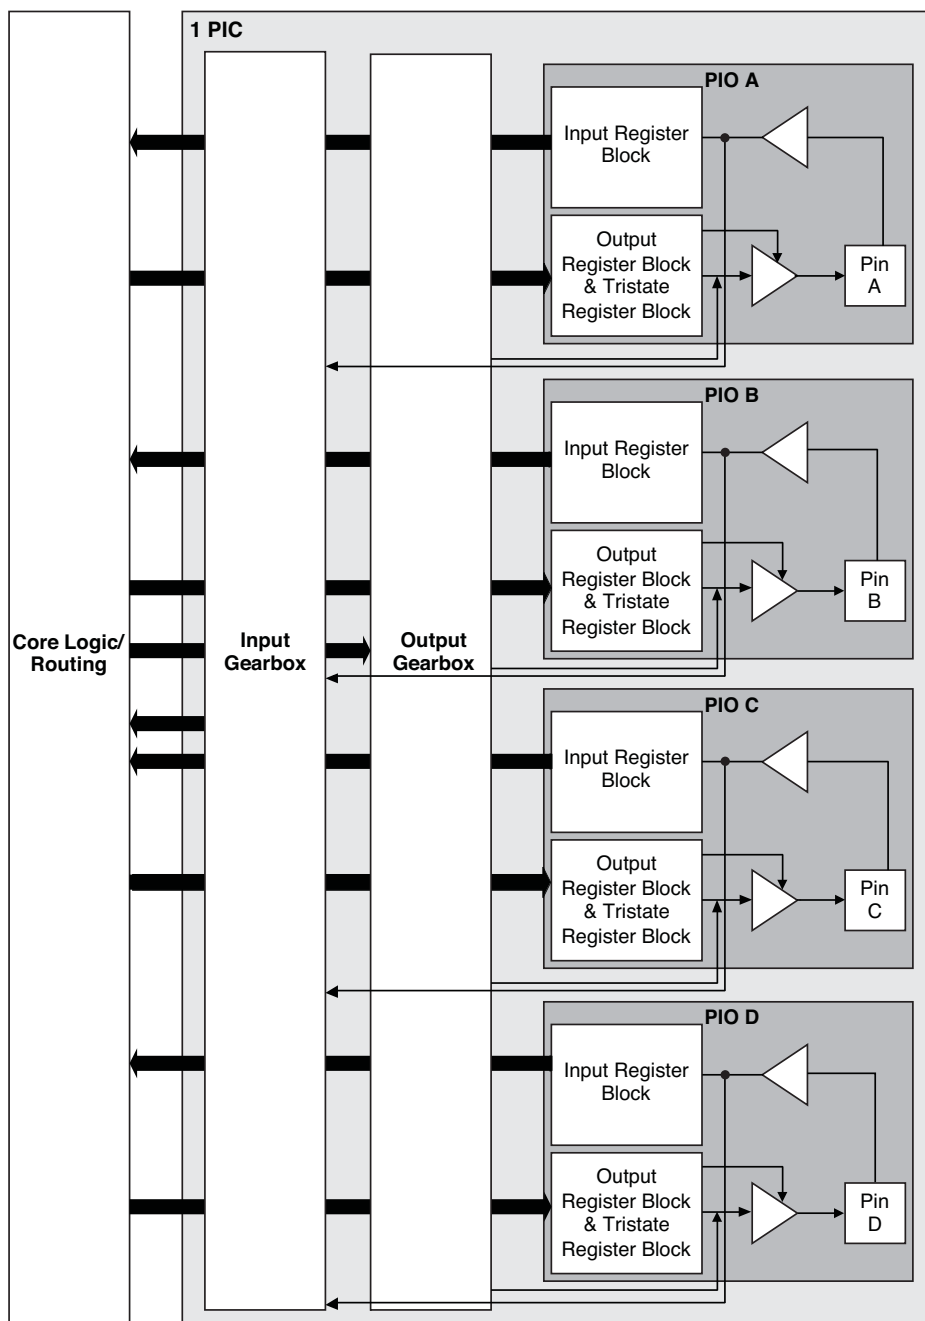 1 PIC
PIO A
Input Register
Block
Output
Register Block
& Tristate
Register Block
Pin
A
PIO B
Input Register
Block
Output
Register Block
& Tristate
Register Block
Pin
B
Core Logic/
Routing
Input
Gearbox
Output
Gearbox
PIO C
Input Register
Block
Output
Register Block
& Tristate
Register Block
Pin
C
PIO D
Input Register
Block
Output
Register Block
& Tristate
Register Block
Pin
D